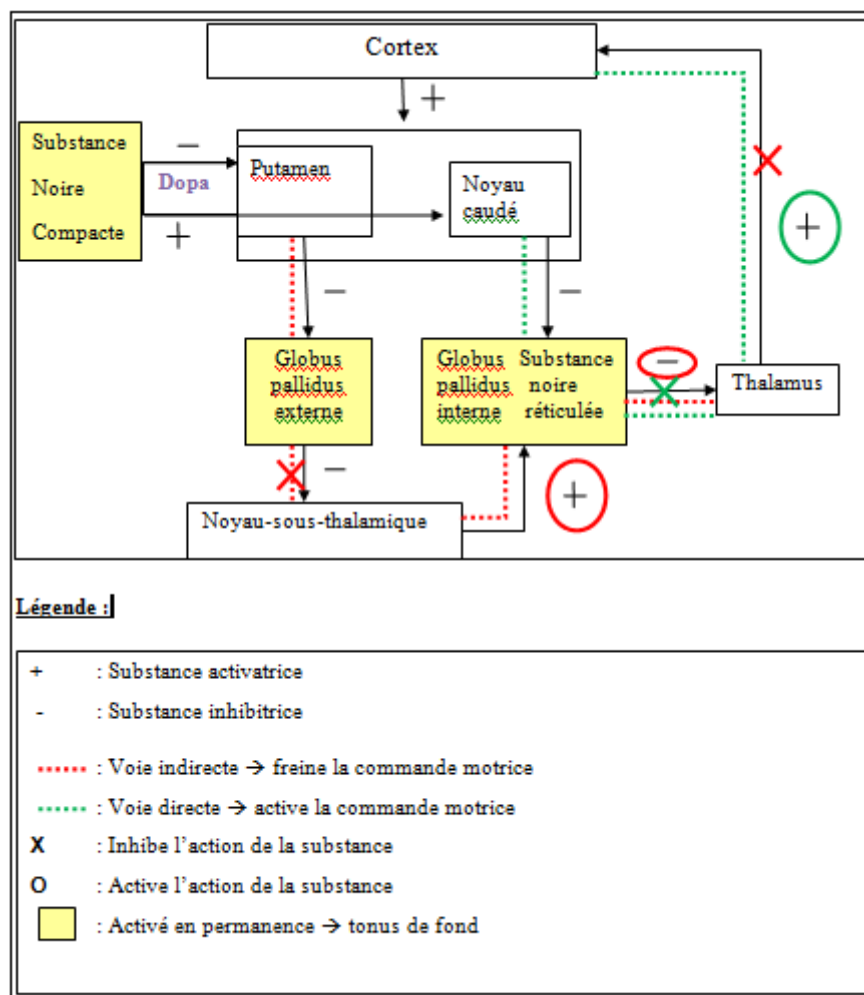 Cortex
+
Substance
Noire
Compacte
−
Dopa
+
Putamen
Noyau
caudé
+
−
−
Globus
pallidus
externe
Globus Substance
pallidus noire
interne réticulée
−
Thalamus
−
+
Noyau-sous-thalamique
Légende :
+ : Substance activatrice
- : Substance inhibitrice
: Voie indirecte → freine la commande motrice
: Voie directe → active la commande motrice
X : Inhibe l’action de la substance
O : Active l’action de la substance
: Activé en permanence → tonus de fond